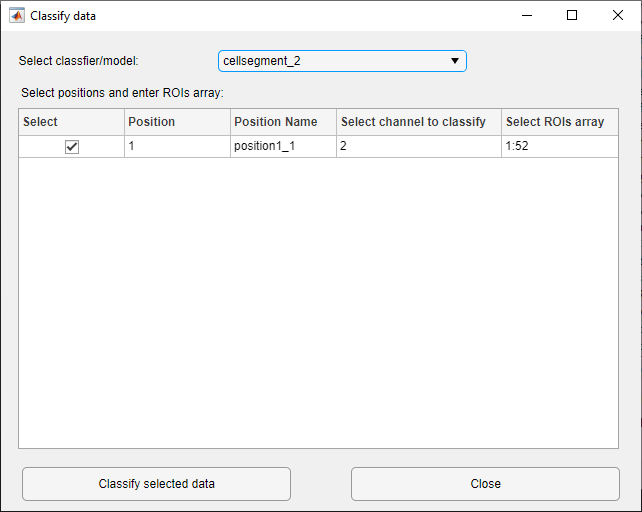 Classify data
Select classfier/model:
cellsegment_2
Select positions and enter ROIs array:
Select Position Position Name Select channel to classify Select ROIs array
1 position1_1 2 1:52
Classify selected data Close